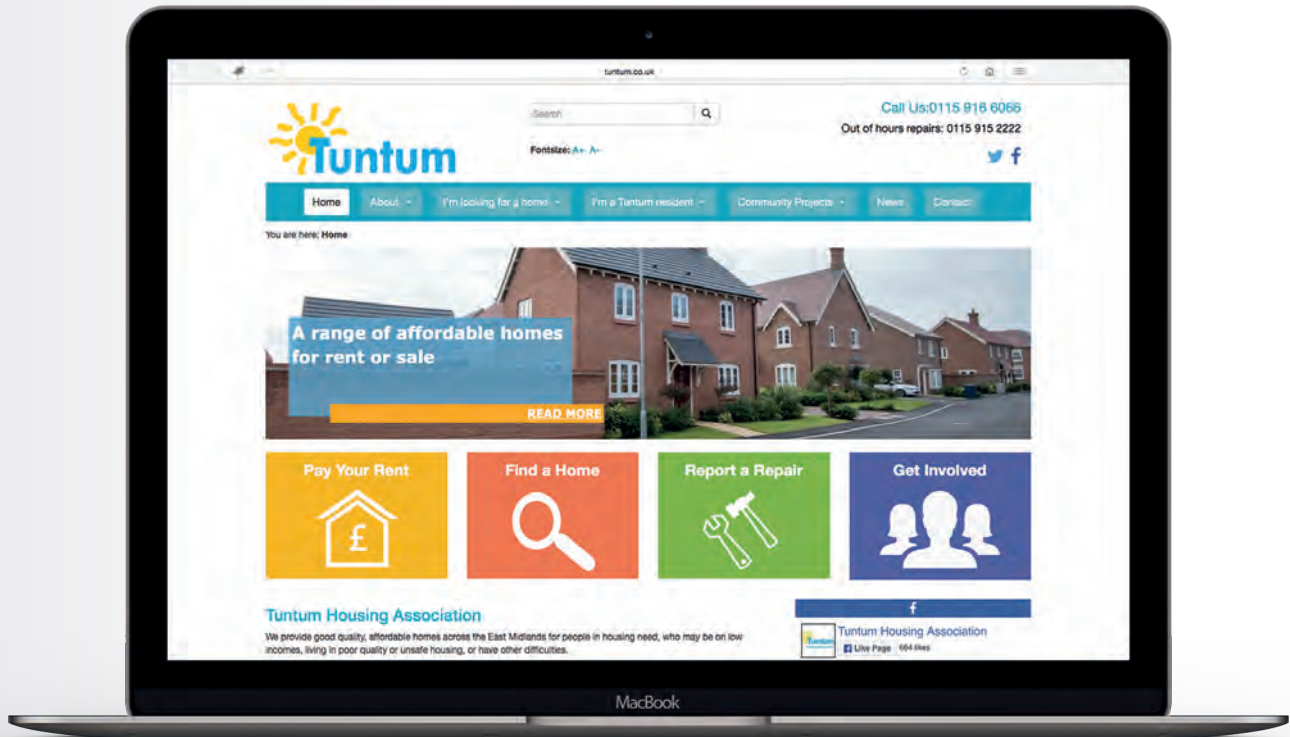 tuntum.co.uk
Tuntum
Search
Fontsize: A+ A-
Call Us:0115 916 6066
Out of hours repairs: 0115 915 2222
Home About I'm looking for a home I'm a Tuntum resident Community Projects News Contact
You are here: Home
A range of affordable homes
for rent or sale
READ MORE
Pay Your Rent Find a Home Report a Repair Get Involved
£
Tuntum Housing Association
We provide good quality, affordable homes across the East Midlands for people in housing need, who may be on low
incomes, living in poor quality or unsafe housing, or have other difficulties.
f
Tuntum
Tuntum Housing Association
Like Page 664 likes
MacBook